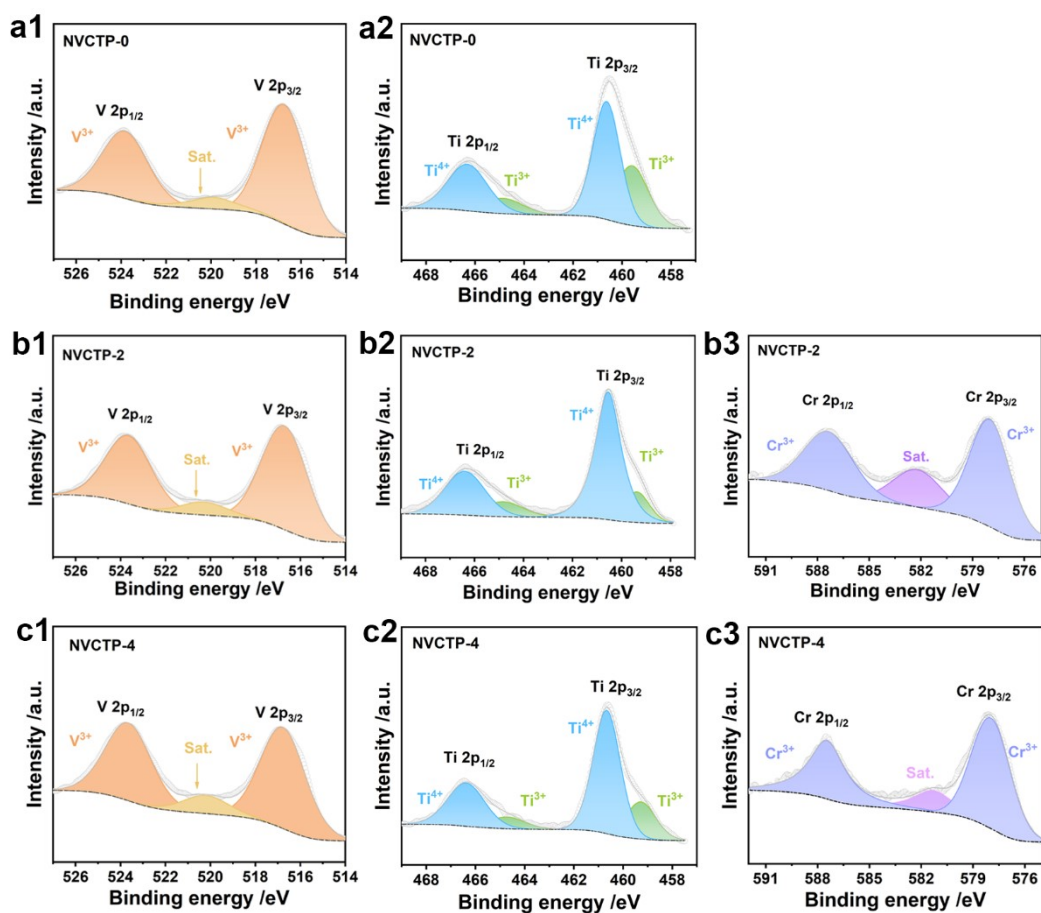 a1
NVCTP-0
V 2p1/2
V 2p3/2
V3+
V3+
Sat.
Intensity /a.u.
526 524 522 520 518 516 514
Binding energy /eV
a2
NVCTP-0
Ti 2p3/2
Ti4+
Ti 2p1/2
Ti3+
Ti4+
Ti3+
Intensity /a.u.
468 466 464 462 460 458
Binding energy /eV
b1
NVCTP-2
V 2p1/2
V 2p3/2
V3+
V3+
Sat.
Intensity /a.u.
526 524 522 520 518 516 514
Binding energy /eV
b2
NVCTP-2
Ti 2p3/2
Ti4+
Ti 2p1/2
Ti3+
Ti4+
Ti3+
Intensity /a.u.
468 466 464 462 460 458
Binding energy /eV
b3
NVCTP-2
Cr 2p1/2
Cr 2p3/2
Cr3+
Cr3+
Sat.
Intensity /a.u.
591 588 585 582 579 576
Binding energy /eV
c1
NVCTP-4
V 2p1/2
V 2p3/2
V3+
V3+
Sat.
Intensity /a.u.
526 524 522 520 518 516 514
Binding energy /eV
c2
NVCTP-4
Ti 2p3/2
Ti4+
Ti 2p1/2
Ti4+
Ti3+
Ti3+
Intensity /a.u.
468 466 464 462 460 458
Binding energy /eV
c3
NVCTP-4
Cr 2p3/2
Cr 2p1/2
Cr3+
Cr3+
Sat.
Intensity /a.u.
591 588 585 582 579 576
Binding energy /eV